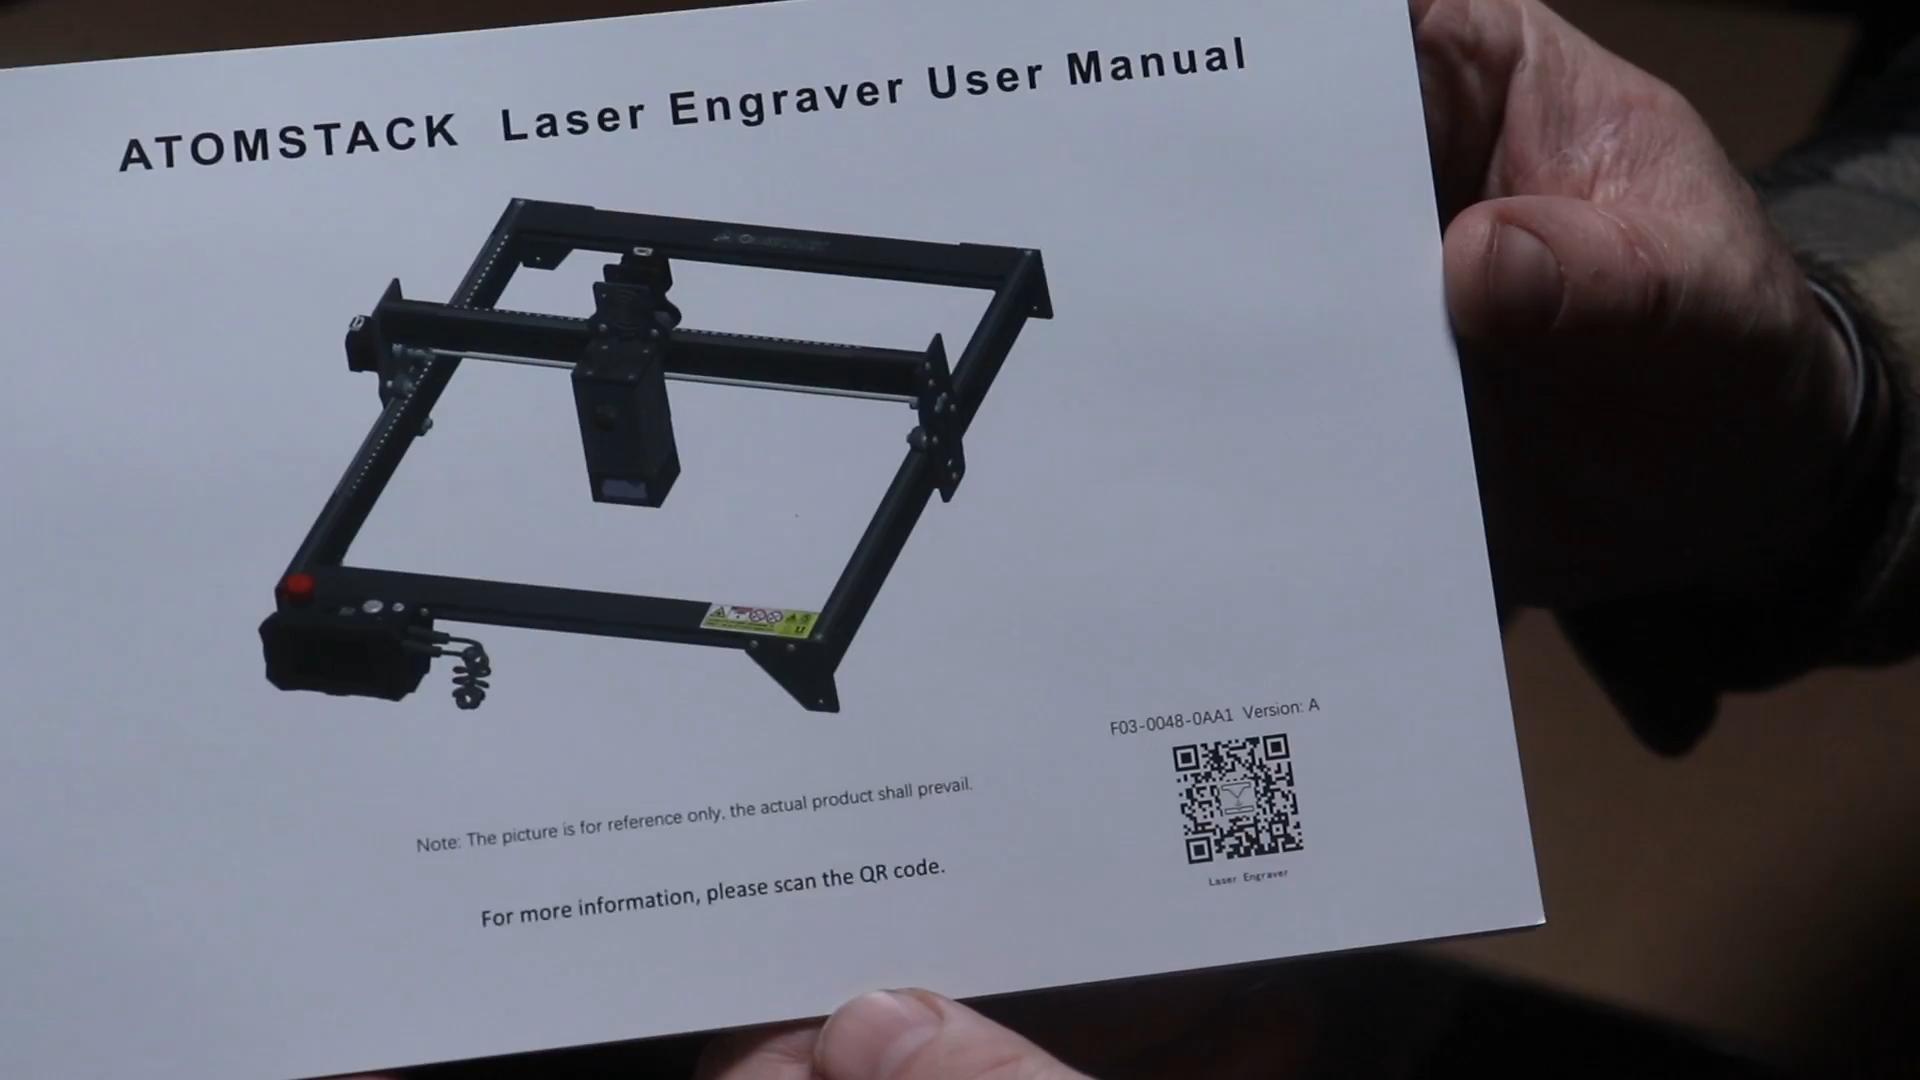 ATOMSTACK Laser Engraver User Manual
F03-0048-0AA1 Version: A
Note: The picture is for reference only, the actual product shall prevail.
Laser Engraver
For more information, please scan the QR code.